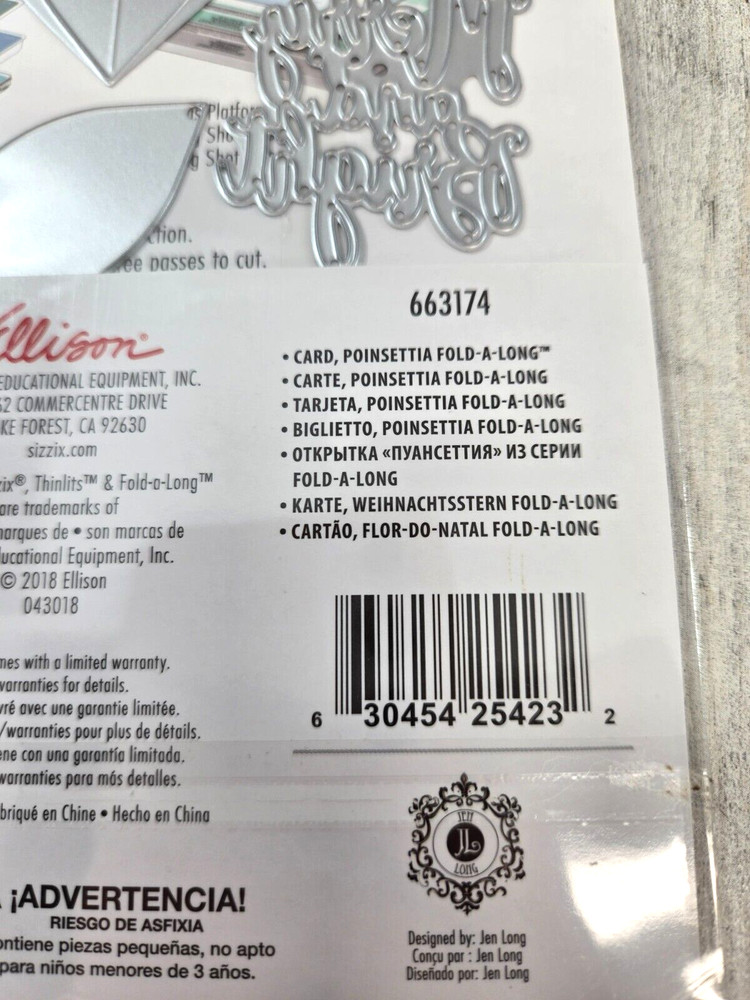 Platfor
Sho
g Shot
ction.
ee passes to cut.
663174
Ellison
EDUCATIONAL EQUIPMENT, INC.
62 COMMERCENTRE DRIVE
KE FOREST, CA 92630
sizzix.com
zix®, Thinlits™ & Fold-a-Long™
are trademarks of
marques de • son marcas de
ducational Equipment, Inc.
© 2018 Ellison
043018
• CARD, POINSETTIA FOLD-A-LONG™
• CARTE, POINSETTIA FOLD-A-LONG
• TARJETA, POINSETTIA FOLD-A-LONG
• BIGLIETTO, POINSETTIA FOLD-A-LONG
• ОТКРЫТКА «ПУАНСЕТТИЯ» ИЗ СЕРИИ
FOLD-A-LONG
• KARTE, WEIHNACHTSSTERN FOLD-A-LONG
• CARTÃO, FLOR-DO-NATAL FOLD-A-LONG
mes with a limited warranty.
warranties for details.
vré avec une garantie limitée.
/warranties pour plus de détails.
ene con una garantía limitada.
warranties para más detalles.
briqué en Chine • Hecho en China
6 30454 25423 2
¡ADVERTENCIA!
RIESGO DE ASFIXIA
ontiene piezas pequeñas, no apto
para niños menores de 3 años.
JEN
JL
LONG
Designed by: Jen Long
Conçu par : Jen Long
Diseñado por: Jen Long